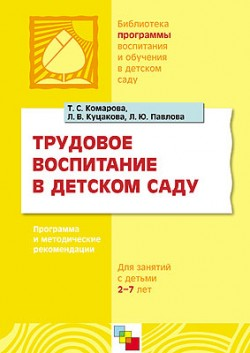 Библиотека
программы
воспитания
и обучения
в детском
саду
Т. С. Комарова,
Л. В. Куцакова, Л. Ю. Павлова
ТРУДОВОЕ
ВОСПИТАНИЕ
В ДЕТСКОМ САДУ
Программа
и методические
рекомендации
Для занятий
с детьми
2–7 лет